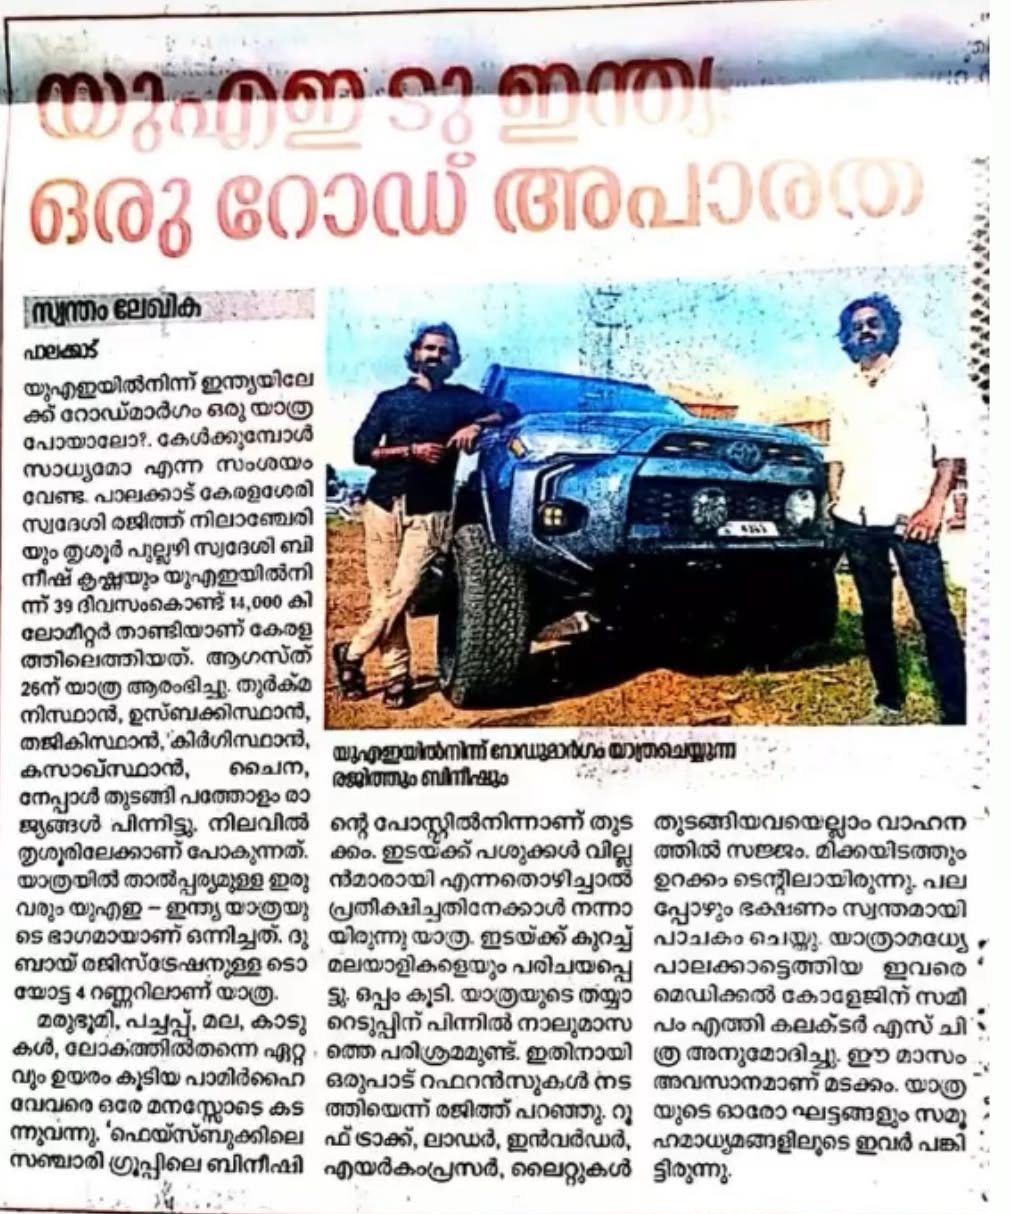 യുഎഇ ടു ഇന്ത്യ
ഒരു റോഡ് അപാരത
സ്വന്തം ലേഖിക
പാലക്കാട്
യുഎഇയിൽനിന്ന് ഇന്ത്യയിലേ
ക്ക് റോഡ്മാർഗം ഒരു യാത്ര
പോയാലോ?. കേൾക്കുമ്പോൾ
സാധ്യമോ എന്ന സംശയം
വേണ്ട. പാലക്കാട് കേരളശേരി
സ്വദേശി രജിത്ത് നിലാഞ്ചേരി
യും തൃശൂർ പുല്ലഴി സ്വദേശി ബി
നീഷ് കൃഷ്ണയും യുഎഇയിൽനി
ന്ന് 39 ദിവസംകൊണ്ട് 14,000 കി
ലോമീറ്റർ താണ്ടിയാണ് കേരള
ത്തിലെത്തിയത്. ആഗസ്ത്
26ന് യാത്ര ആരംഭിച്ചു. തുർക്മ
നിസ്ഥാൻ, ഉസ്ബക്കിസ്ഥാൻ,
തജികിസ്ഥാൻ, കിർഗിസ്ഥാൻ,
കസാഖ്സ്ഥാൻ, ചൈന,
നേപ്പാൾ തുടങ്ങി പത്തോളം രാ
ജ്യങ്ങൾ പിന്നിട്ടു. നിലവിൽ
തൃശൂരിലേക്കാണ് പോകുന്നത്.
യാത്രയിൽ താൽപ്പര്യമുള്ള ഇരു
വരും യുഎഇ – ഇന്ത്യ യാത്രയു
ടെ ഭാഗമായാണ് ഒന്നിച്ചത്. ദു
ബായ് രജിസ്ട്രേഷനുള്ള ടൊ
യോട്ട 4 റണ്ണറിലാണ് യാത്ര.
മരുഭൂമി, പച്ചപ്പ്, മല, കാടു
കൾ, ലോകത്തിൽതന്നെ ഏറ്റ
വും ഉയരം കൂടിയ പാമിർഹൈ
വേവരെ ഒരേ മനസ്സോടെ കട
ന്നുവന്നു. 'ഫെയ്സ്ബുക്കിലെ
സഞ്ചാരി ഗ്രൂപ്പിലെ ബിനീഷി
യുഎഇയിൽനിന്ന് റോഡുമാർഗം യാത്രചെയ്യുന്ന
രജിത്തും ബിനീഷും
ന്റെ പോസ്റ്റിൽനിന്നാണ് തുട
ക്കം. ഇടയ്ക്ക് പശുക്കൾ വില്ല
ൻമാരായി എന്നതൊഴിച്ചാൽ
പ്രതീക്ഷിച്ചതിനേക്കാൾ നന്നാ
യിരുന്നു യാത്ര. ഇടയ്ക്ക് കുറച്ച്
മലയാളികളെയും പരിചയപ്പെ
ട്ടു. ഒപ്പം കൂടി. യാത്രയുടെ തയ്യാ
റെടുപ്പിന് പിന്നിൽ നാലുമാസ
ത്തെ പരിശ്രമമുണ്ട്. ഇതിനായി
ഒരുപാട് റഫറൻസുകൾ നട
ത്തിയെന്ന് രജിത്ത് പറഞ്ഞു. റൂ
ഫ് ട്രാക്ക്, ലാഡർ, ഇൻവർഡർ,
എയർകംപ്രസർ, ലൈറ്റുകൾ
തുടങ്ങിയവയെല്ലാം വാഹന
ത്തിൽ സജ്ജം. മിക്കയിടത്തും
ഉറക്കം ടെന്റിലായിരുന്നു. പല
പ്പോഴും ഭക്ഷണം സ്വന്തമായി
പാചകം ചെയ്തു. യാത്രാമധ്യേ
പാലക്കാട്ടെത്തിയ ഇവരെ
മെഡിക്കൽ കോളേജിന് സമീ
പം എത്തി കലക്ടർ എസ് ചി
ത്ര അനുമോദിച്ചു. ഈ മാസം
അവസാനമാണ് മടക്കം. യാത്ര
യുടെ ഓരോ ഘട്ടങ്ങളും സമൂ
ഹമാധ്യമങ്ങളിലൂടെ ഇവർ പങ്കി
ട്ടിരുന്നു.